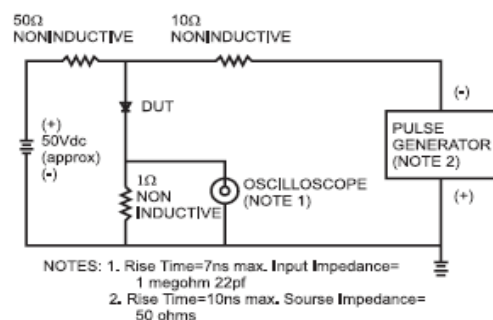 50Ω
NONINDUCTIVE
10Ω
NONINDUCTIVE
(+)
50Vdc
(approx)
(-)
DUT
1Ω
NON
INDUCTIVE
OSCILLOSCOPE
(NOTE 1)
(-)
PULSE
GENERATOR
(NOTE 2)
(+)
NOTES: 1. Rise Time=7ns max. Input Impedance=
1 megohm 22pf
2. Rise Time=10ns max. Sourse Impedance=
50 ohms